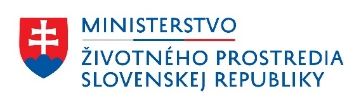 MINISTERSTVO
ŽIVOTNÉHO PROSTREDIA
SLOVENSKEJ REPUBLIKY